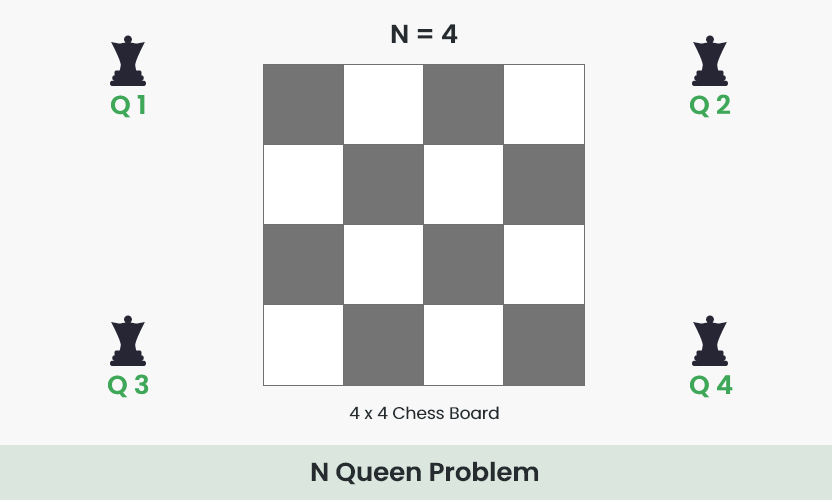 N = 4
Q 1
Q 2
Q 3
Q 4
4 x 4 Chess Board
N Queen Problem